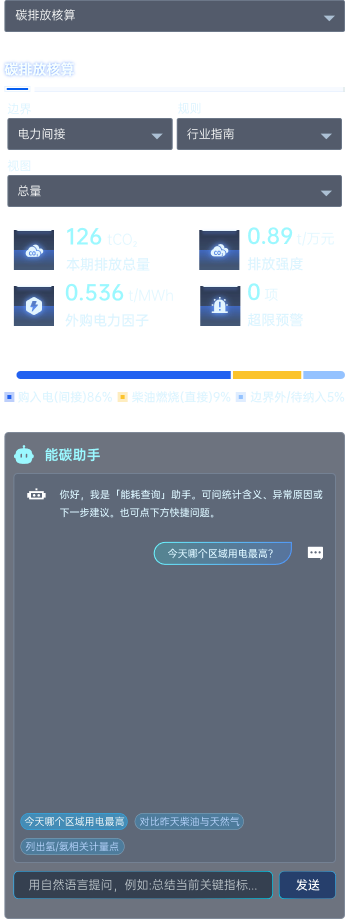 碳排放核算
碳排放核算
边界 规则
电力间接 行业指南
视图
总量
126 tCO₂ 0.89 t/万元
本期排放总量 排放强度
0.536 t/MWh 0 项
外购电力因子 超限预警
购入电(间接)86% 柴油燃烧(直接)9% 边界外/待纳入5%
能碳助手
你好，我是「能耗查询」助手。可问统计含义、异常原因或
下一步建议。也可点下方快捷问题。
今天哪个区域用电最高?
今天哪个区域用电最高 对比昨天柴油与天然气
列出氢/氨相关计量点
用自然语言提问，例如:总结当前关键指标... 发送